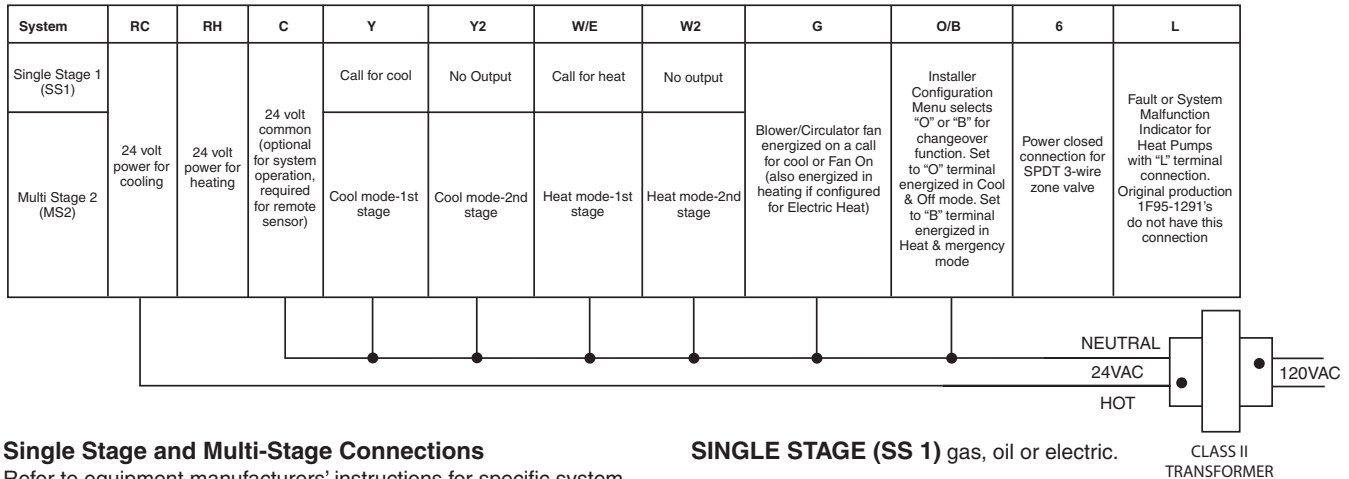 System RC RH C Y Y2 W/E W2 G O/B 6 L
Single Stage 1
(SS1)
Multi Stage 2
(MS2)
24 volt
power for
cooling
24 volt
power for
heating
24 volt
common
(optional
for system
operation,
required
for remote
sensor)
Call for cool
Cool mode-1st
stage
No Output
Cool mode-2nd
stage
Call for heat
Heat mode-1st
stage
No output
Heat mode-2nd
stage
Blower/Circulator fan
energized on a call
for cool or Fan On
(also energized in
heating if configured
for Electric Heat)
Installer
Configuration
Menu selects
“O” or “B” for
changeover
function. Set
to “O” terminal
energized in Cool
& Off mode. Set
to “B” terminal
energized in
Heat & mergency
mode
Power closed
connection for
SPDT 3-wire
zone valve
Fault or System
Malfunction
Indicator for
Heat Pumps
with “L” terminal
connection.
Original production
1F95-1291’s
do not have this
connection
NEUTRAL
24VAC
HOT
120VAC
CLASS II
TRANSFORMER
Single Stage and Multi-Stage Connections
Refer to equipment manufacturers’ instructions for specific system
SINGLE STAGE (SS 1) gas, oil or electric.